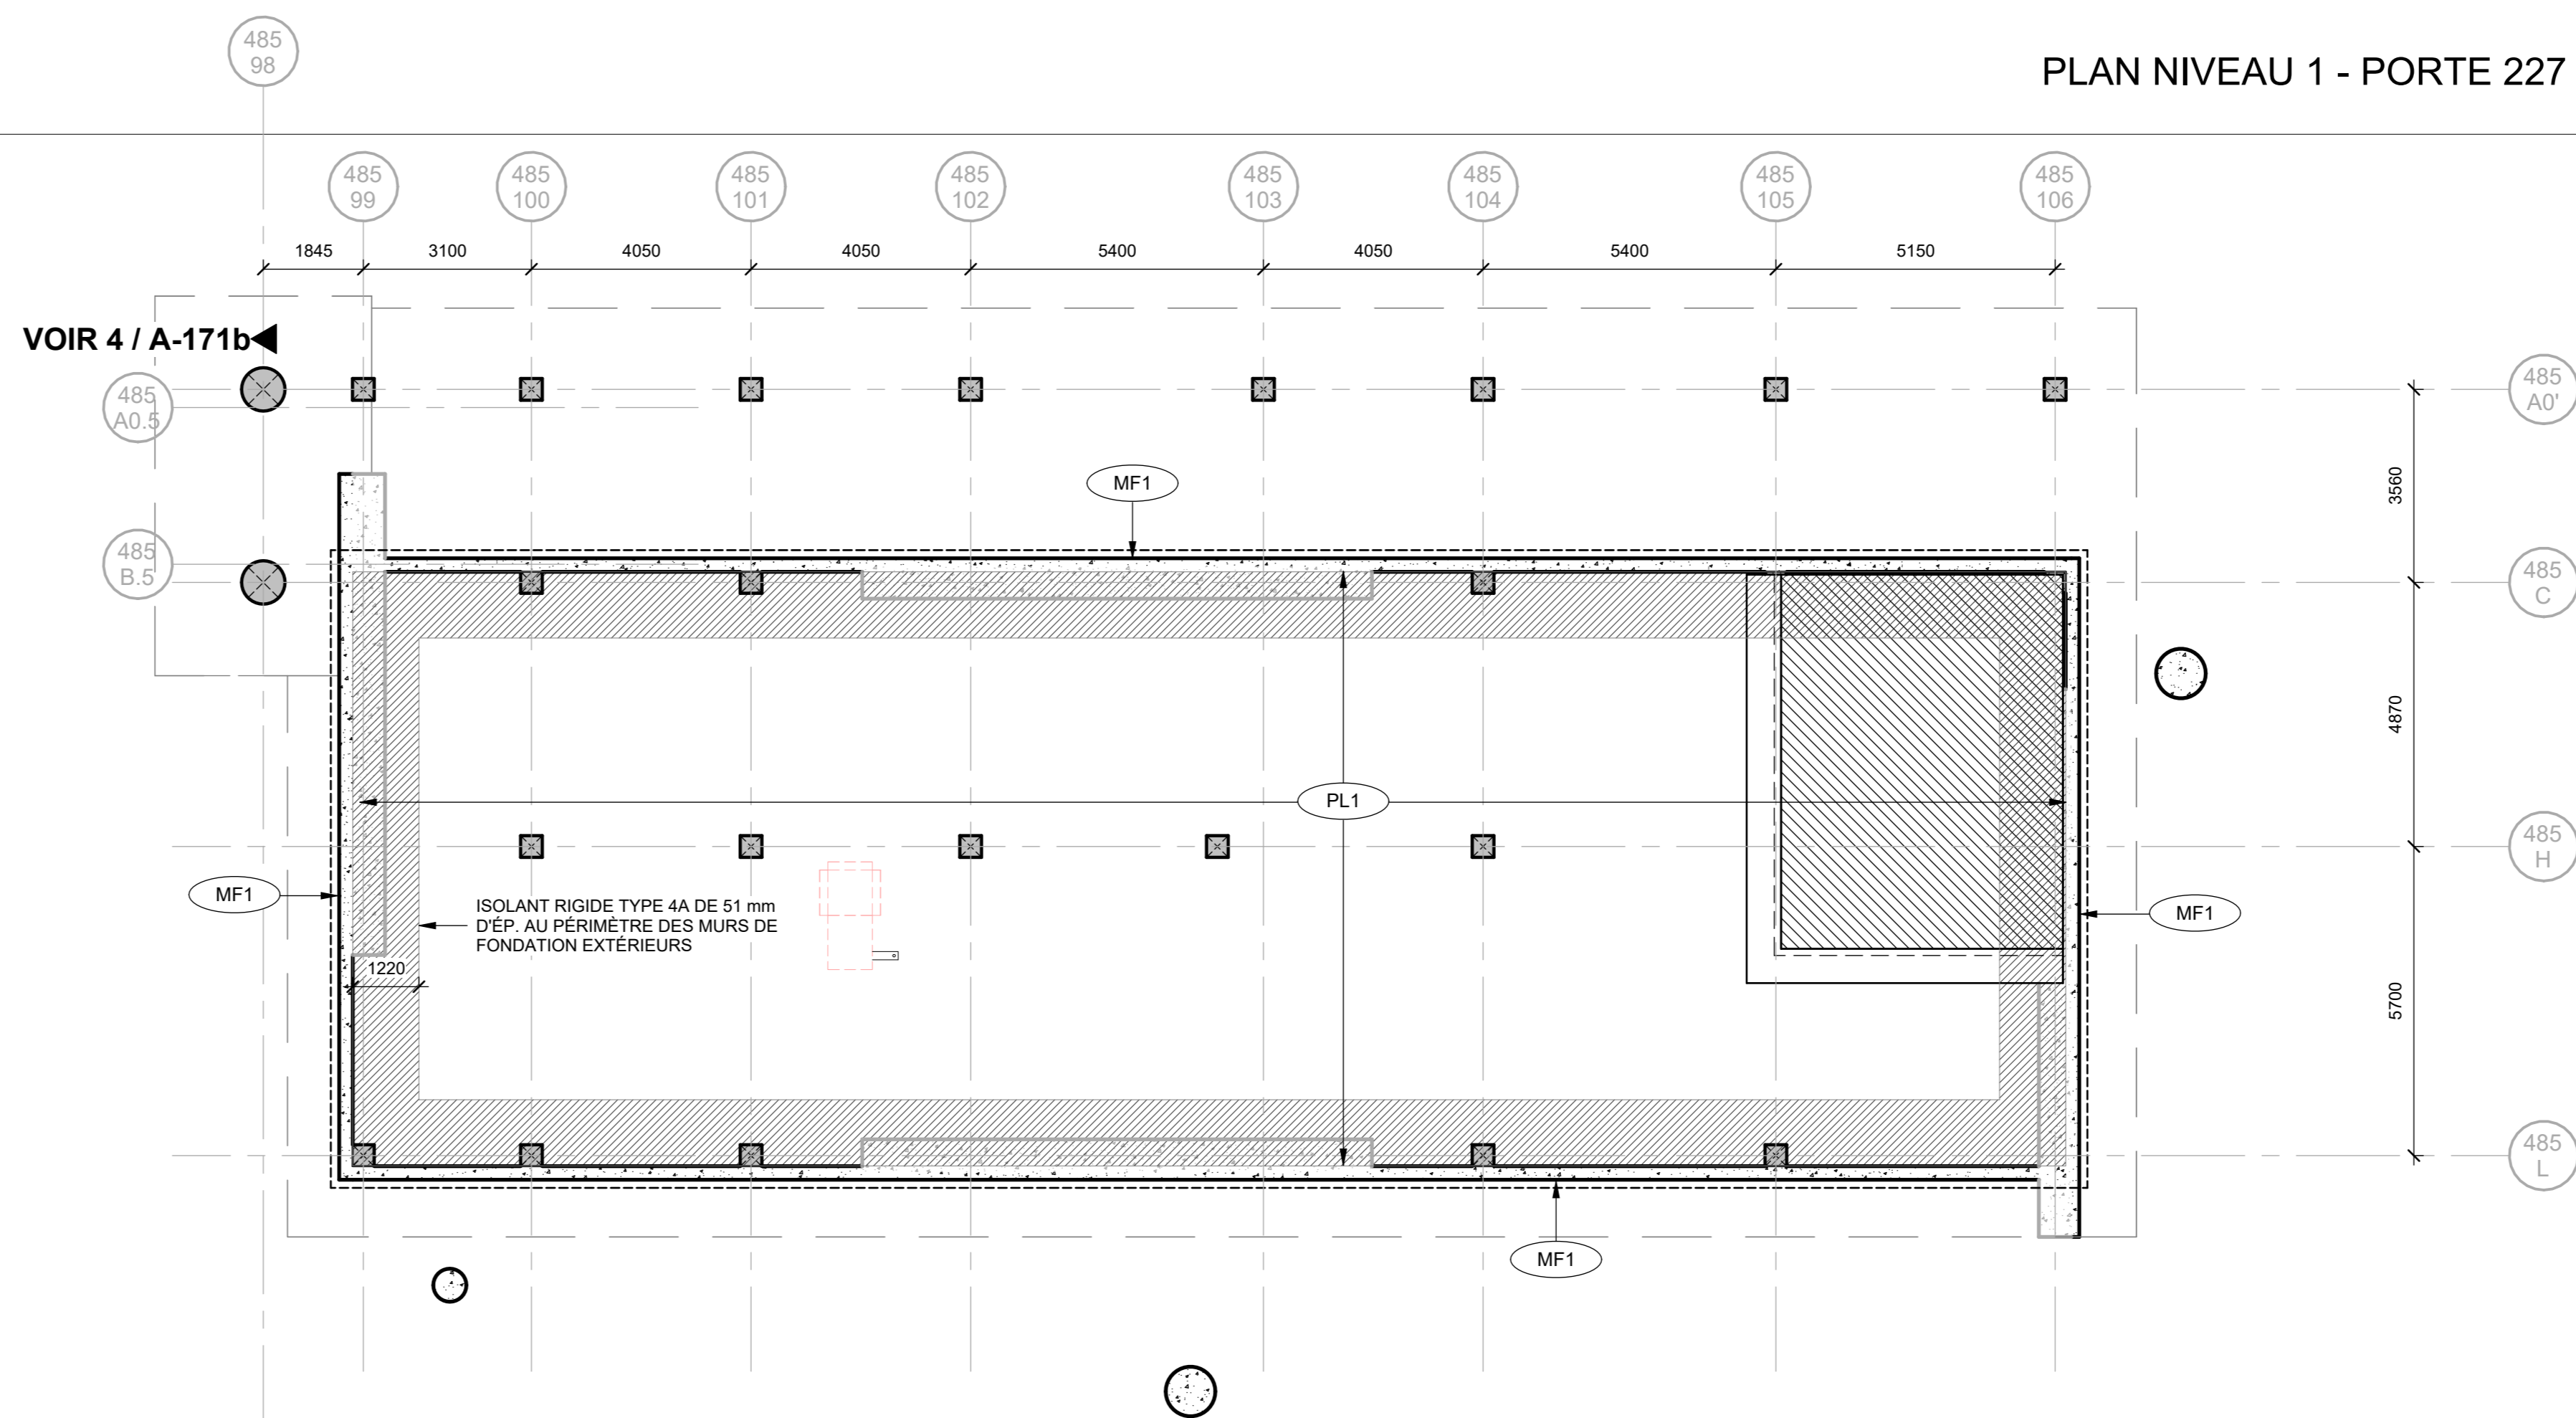 485
98
PLAN NIVEAU 1 - PORTE 227
485
99
485
100
485
101
485
102
485
103
485
104
485
105
485
106
1845
3100
4050
4050
5400
4050
5400
5150
VOIR 4 / A-171b
485
A0.5
485
A0'
3560
MF1
485
B.5
485
C
4870
PL1
485
H
MF1
ISOLANT RIGIDE TYPE 4A DE 51 mm
D'ÉP. AU PÉRIMÈTRE DES MURS DE
FONDATION EXTÉRIEURS
MF1
1220
5700
485
L
MF1